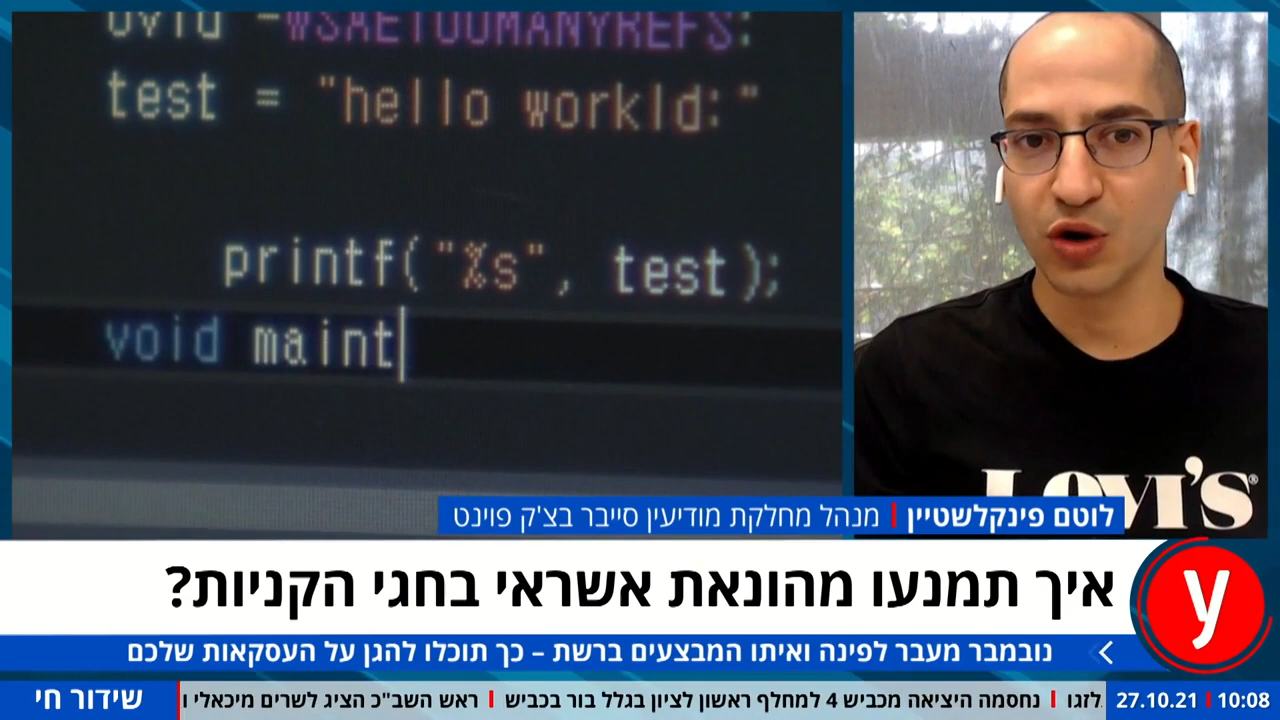 ovid =WSAETOOMANYREFS:
test = "hello workld:"
printf("%s", test);
void maint
LEVI'S®
לוטם פינקלשטיין | מנהל מחלקת מודיעין סייבר בצ'ק פוינט
איך תמנעו מהונאת אשראי בחגי הקניות?
y
נובמבר מעבר לפינה ואיתו המבצעים ברשת – כך תוכלו להגן על העסקאות שלכם
10:08 | 27.10.21
לזגו | נחסמה היציאה מכביש 4 למחלף ראשון לציון בגלל בור בכביש | ראש השב"כ הציג לשרים מיכאלי ו
שידור חי